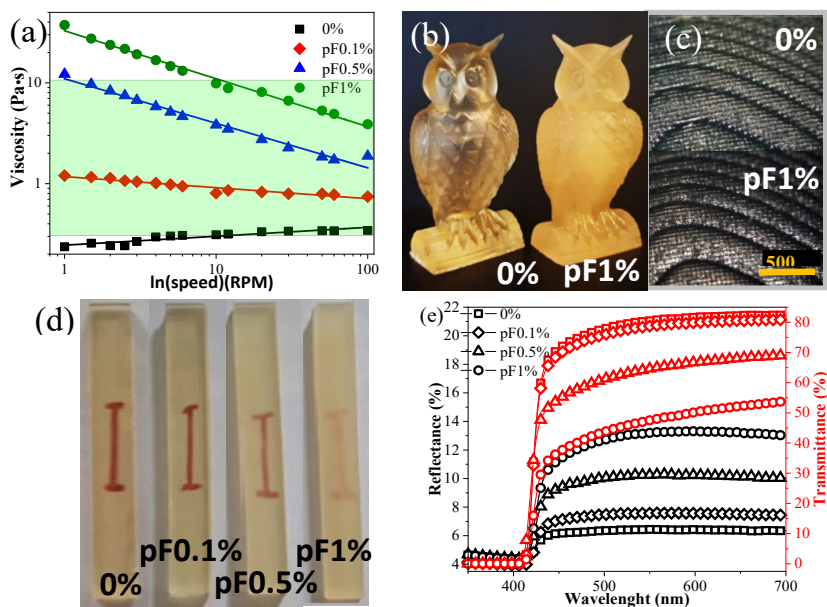 (a)
0%
pF0.1%
pF0.5%
pF1%
Viscosity (Pa•s)
10
1
1
10
100
ln(speed)(RPM)
(b)
0%
pF1%
(c)
0%
pF1%
500
(d)
0%
pF0.1%
pF0.5%
pF1%
(e)
0%
pF0.1%
pF0.5%
pF1%
Reflectance (%)
22
20
18
16
14
12
10
8
6
4
Transmittance (%)
80
70
60
50
40
30
20
10
0
400
500
600
700
Wavelenght (nm)